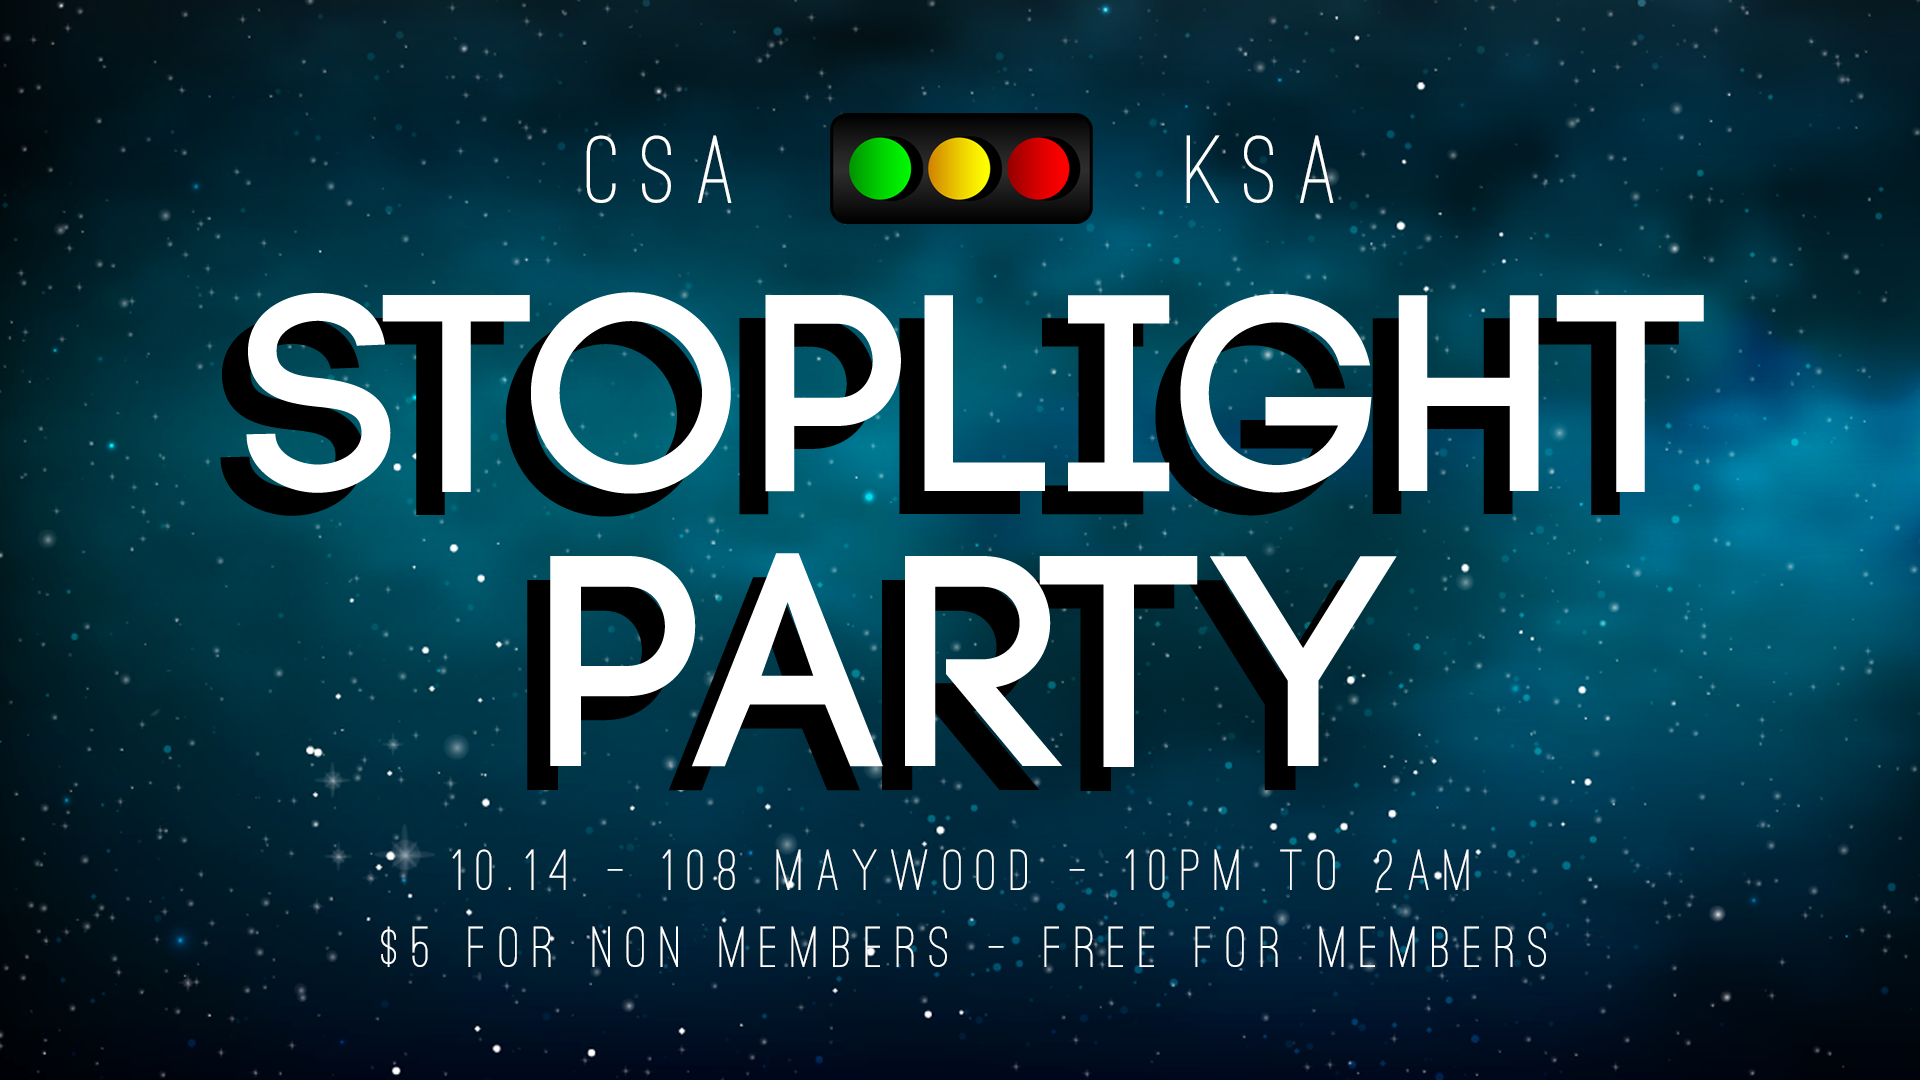 CSA KSA
STOPLIGHT
PARTY
10.14 - 108 MAYWOOD - 10PM TO 2AM
$5 FOR NON MEMBERS - FREE FOR MEMBERS